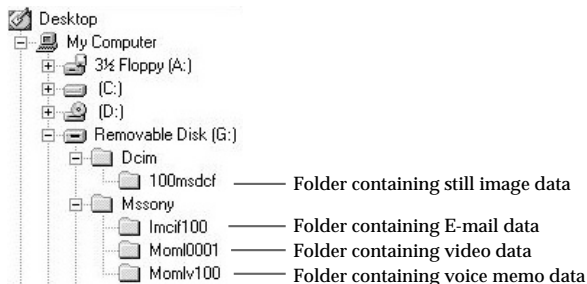 Desktop
My Computer
3½ Floppy (A:)
(C:)
(D:)
Removable Disk (G:)
Dcim
100msdcf Folder containing still image data
Mssony
Imcif100 Folder containing E-mail data
Moml0001 Folder containing video data
Momlv100 Folder containing voice memo data